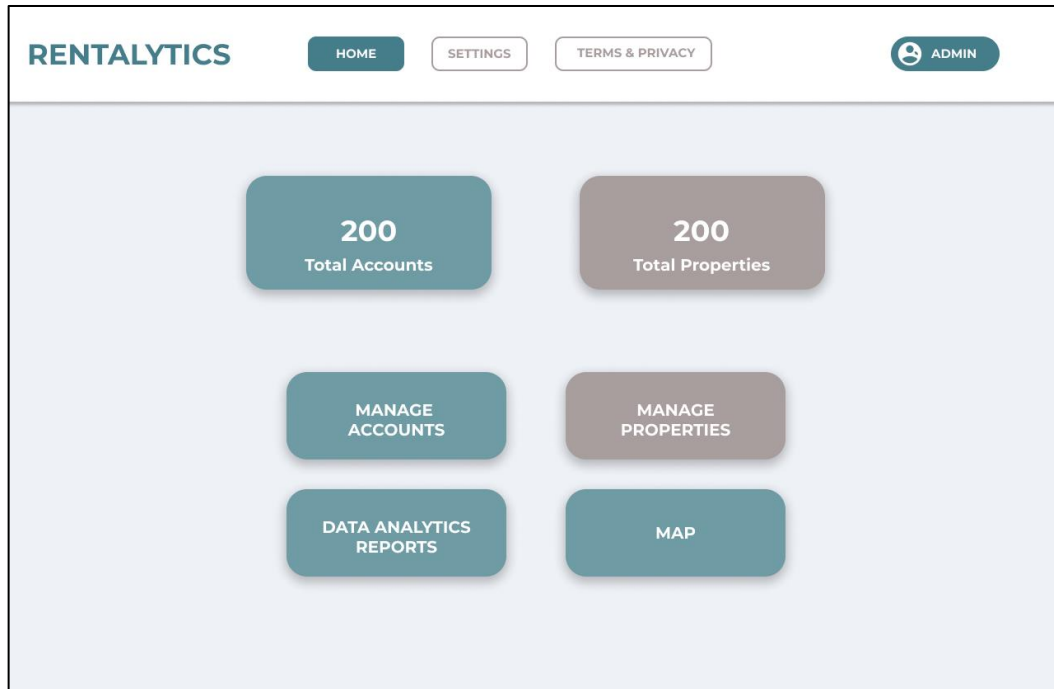 RENTALYTICS
HOME
SETTINGS
TERMS & PRIVACY
ADMIN
200
Total Accounts
200
Total Properties
MANAGE
ACCOUNTS
MANAGE
PROPERTIES
DATA ANALYTICS
REPORTS
MAP